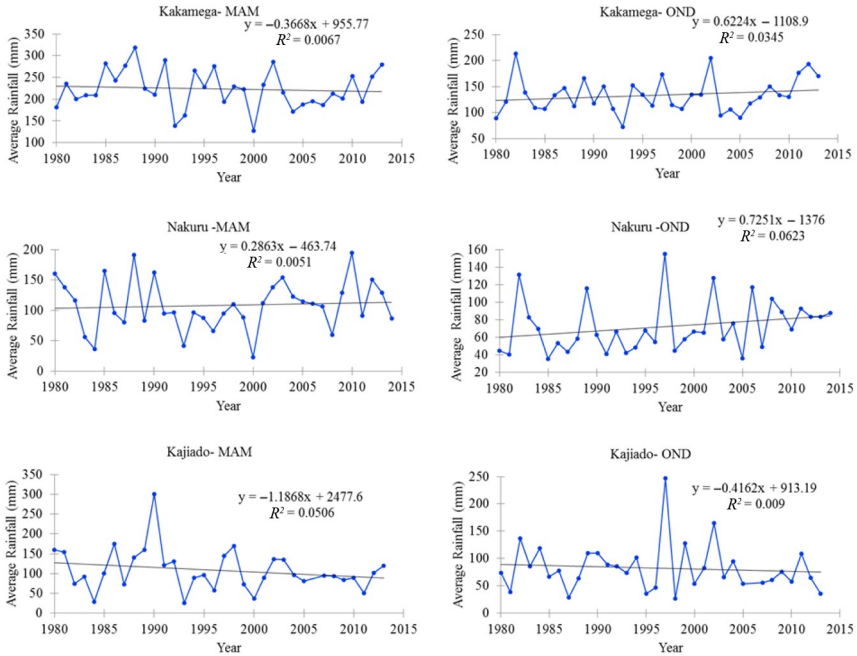 Kakamega- MAM
y = −0.3668x + 955.77
R² = 0.0067
350
300
250
200
150
100
Average Rainfall (mm)
1980 1985 1990 1995 2000 2005 2010 2015
Year
Kakamega- OND
y = 0.6224x − 1108.9
R² = 0.0345
250
200
150
100
50
Average Rainfall (mm)
1980 1985 1990 1995 2000 2005 2010 2015
Year
Nakuru -MAM
y = 0.2863x − 463.74
R² = 0.0051
200
150
100
50
0
Average Rainfall (mm)
1980 1985 1990 1995 2000 2005 2010 2015
Year
Nakuru -OND
y = 0.7251x − 1376
R² = 0.0623
160
140
120
100
80
60
40
20
Average Rainfall (mm)
1980 1985 1990 1995 2000 2005 2010 2015
Year
Kajiado- MAM
y = −1.1868x + 2477.6
R² = 0.0506
350
300
250
200
150
100
50
0
Average Rainfall (mm)
1980 1985 1990 1995 2000 2005 2010 2015
Year
Kajiado- OND
y = −0.4162x + 913.19
R² = 0.009
250
200
150
100
50
0
Average Rainfall (mm)
1980 1985 1990 1995 2000 2005 2010 2015
Year